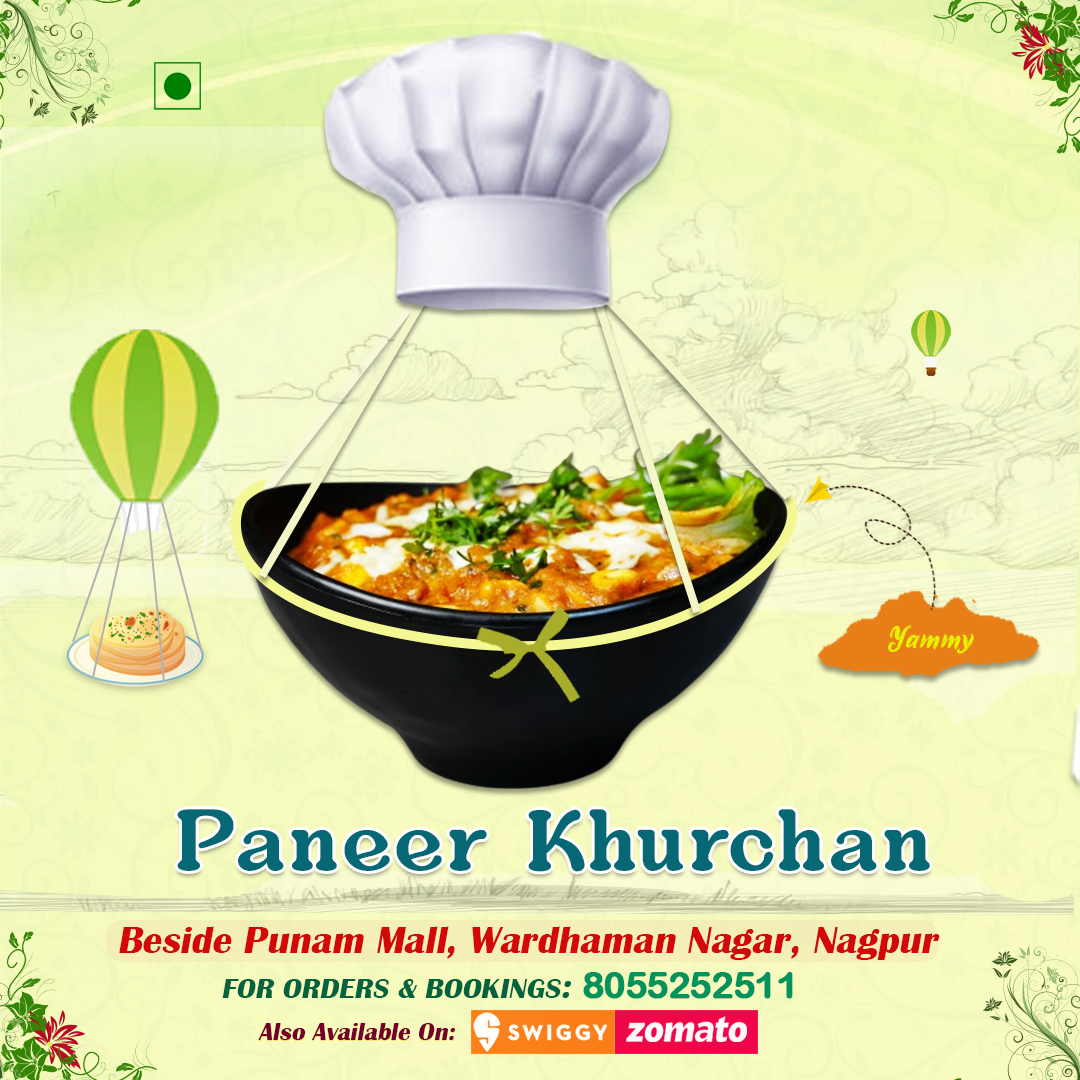 Yammy
Paneer Khurchan
Beside Punam Mall, Wardhaman Nagar, Nagpur
FOR ORDERS & BOOKINGS: 8055252511
Also Available On: SWIGGY zomato